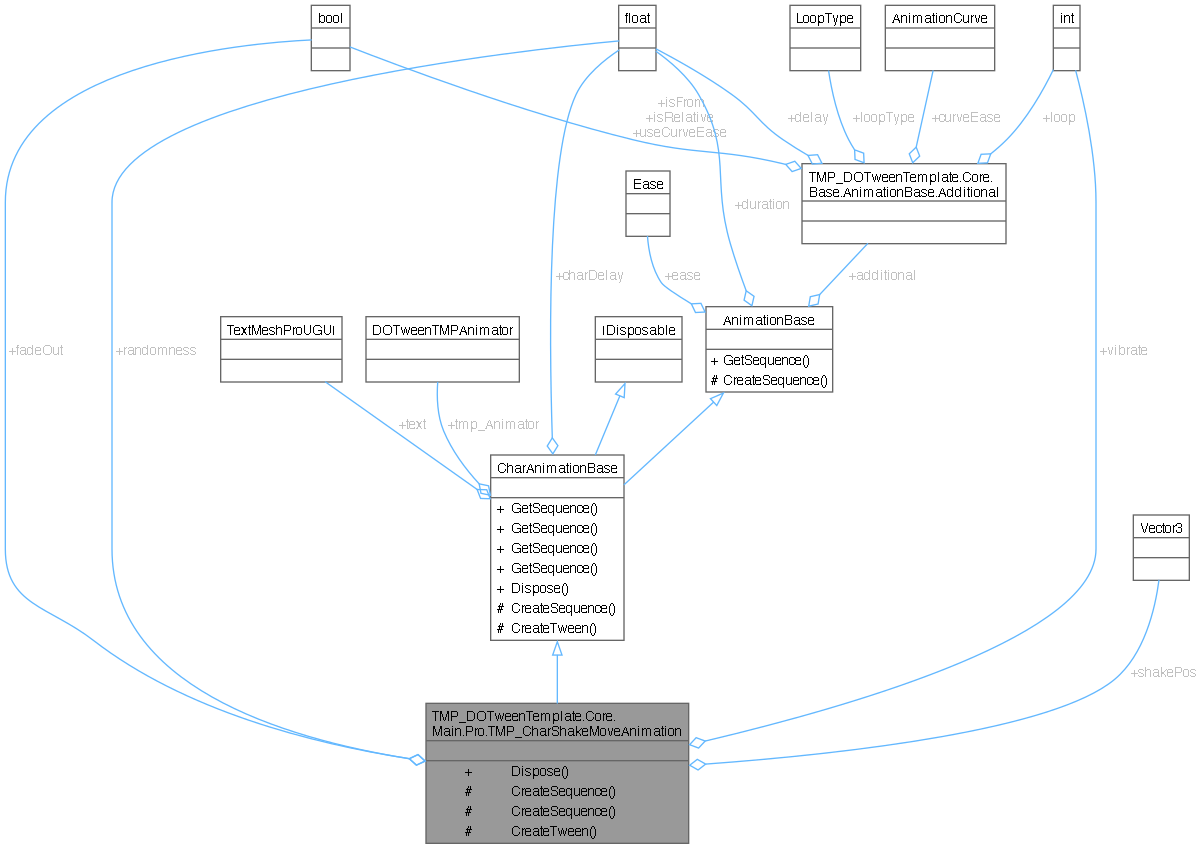 bool
float
LoopType
AnimationCurve
int
+isFrom
+isRelative
+useCurveEase
+delay
+loopType
+curveEase
+loop
TMP_DOTweenTemplate.Core.
Base.AnimationBase.Additional
Ease
+duration
+charDelay
+ease
+additional
TextMeshProUGUI
DOTweenTMPAnimator
IDisposable
AnimationBase
+ GetSequence()
# CreateSequence()
+fadeOut
+randomness
+vibrate
+text
+tmp_Animator
CharAnimationBase
+ GetSequence()
+ GetSequence()
+ GetSequence()
+ GetSequence()
+ Dispose()
# CreateSequence()
# CreateTween()
Vector3
+shakePos
TMP_DOTweenTemplate.Core.
Main.Pro.TMP_CharShakeMoveAnimation
+ Dispose()
# CreateSequence()
# CreateSequence()
# CreateTween()